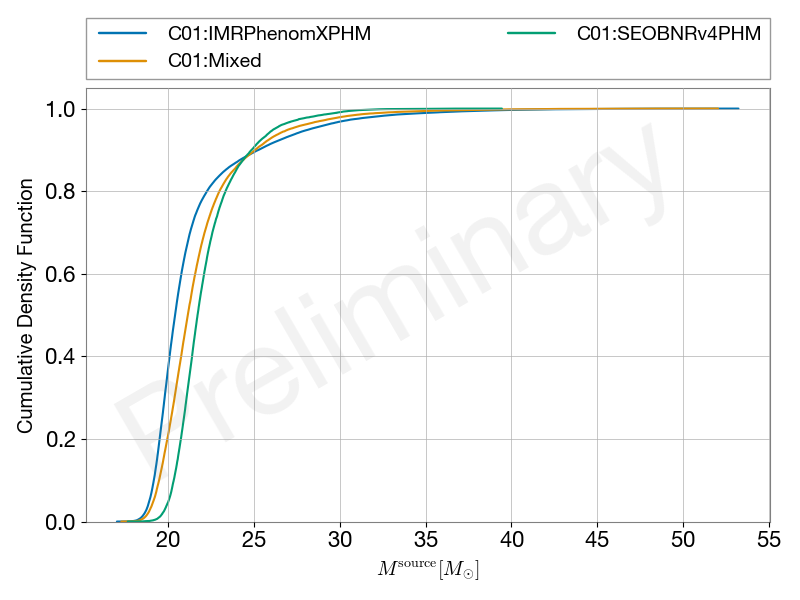 C01:IMRPhenomXPHM
C01:SEOBNRv4PHM
C01:Mixed
1.0
0.8
0.6
0.4
0.2
0.0
Cumulative Density Function
Preliminary
20 25 30 35 40 45 50 55
M^source [M_⊙]